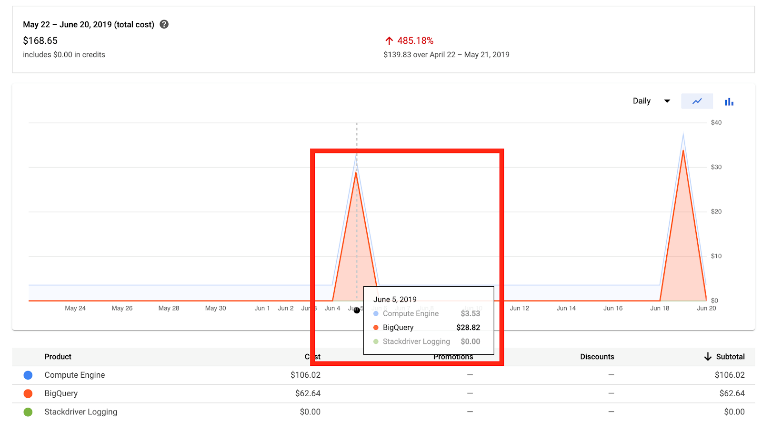 May 22 – June 20, 2019 (total cost)
$168.65
485.18%
includes $0.00 in credits
$139.83 over April 22 – May 21, 2019
Daily
$40
$30
$20
$10
$0
May 24 May 26 May 28 May 30 Jun 1 Jun 2 Jun 3 Jun 4 Jun 12 Jun 14 Jun 16 Jun 18 Jun 20
June 5, 2019
Compute Engine $3.53
BigQuery $28.82
Stackdriver Logging $0.00
Product Cost Promotions Discounts Subtotal
Compute Engine $106.02 — — $106.02
BigQuery $62.64 — — $62.64
Stackdriver Logging $0.00 — — $0.00